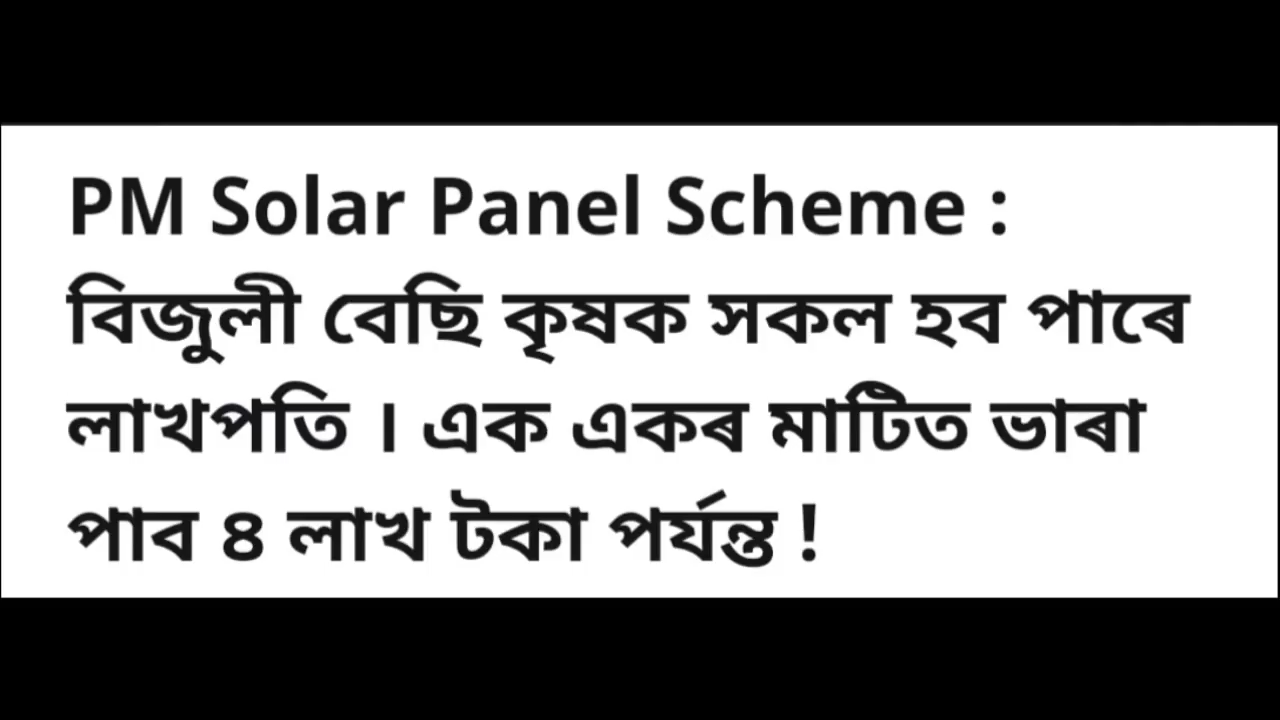 PM Solar Panel Scheme :
বিজুলী বেছি কৃষক সকল হব পাৰে
লাখপতি । এক একৰ মাটিত ভাৰা
পাব ৪ লাখ টকা পৰ্যন্ত !